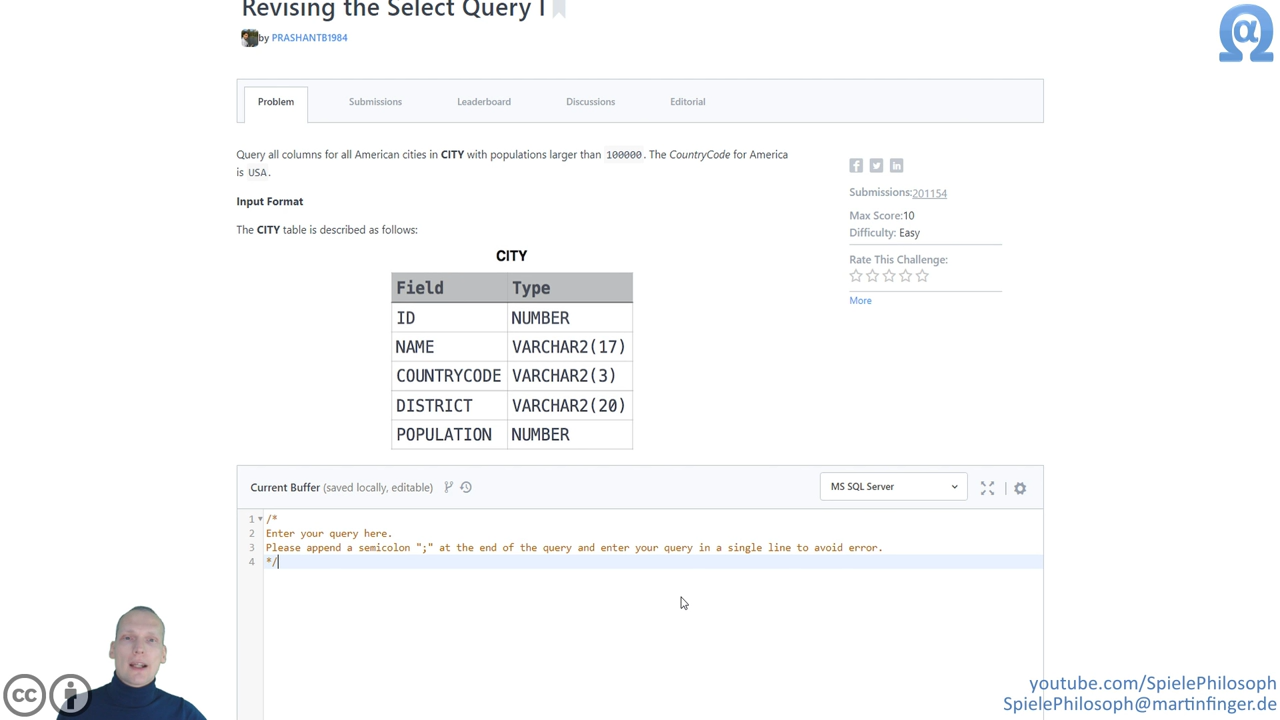 Revising the Select Query I
by PRASHANTB1984
Problem Submissions Leaderboard Discussions Editorial
Query all columns for all American cities in CITY with populations larger than 100000. The CountryCode for America
is USA.
Input Format
The CITY table is described as follows:
CITY
Field Type
ID NUMBER
NAME VARCHAR2(17)
COUNTRYCODE VARCHAR2(3)
DISTRICT VARCHAR2(20)
POPULATION NUMBER
Submissions:201154
Max Score:10
Difficulty: Easy
Rate This Challenge:
More
Current Buffer (saved locally, editable)
MS SQL Server
1 /*
2 Enter your query here.
3 Please append a semicolon ";" at the end of the query and enter your query in a single line to avoid error.
4 */
cc
youtube.com/SpielePhilosoph
SpielePhilosoph@martinfinger.de